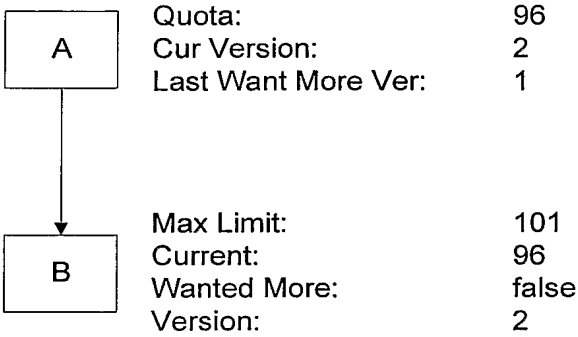 A
Quota: 96
Cur Version: 2
Last Want More Ver: 1
B
Max Limit: 101
Current: 96
Wanted More: false
Version: 2